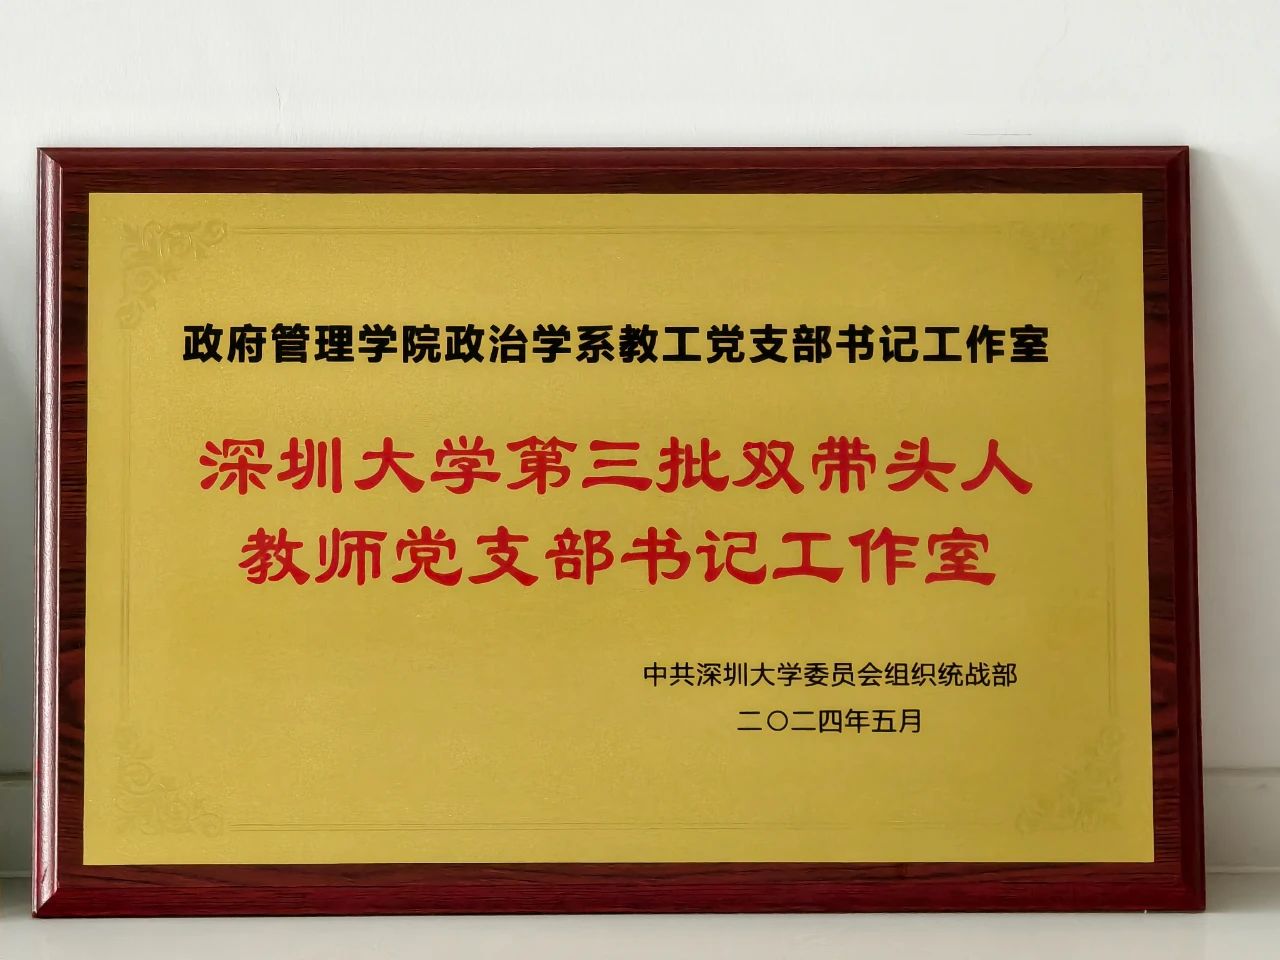 政府管理学院政治学系教工党支部书记工作室
深圳大学第三批双带头人
教师党支部书记工作室
中共深圳大学委员会组织统战部
二〇二四年五月